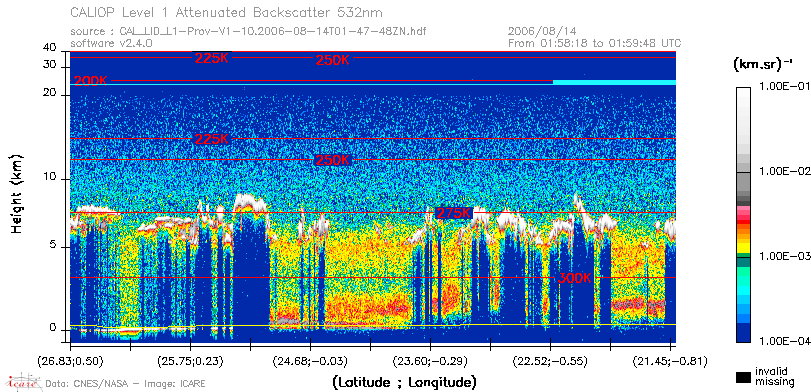 CALIOP Level 1 Attenuated Backscatter 532nm
source : CAL_LID_L1-Prov-V1-10.2006-08-14T01-47-48ZN.hdf 2006/08/14
software v2.4.0 From 01:58:18 to 01:59:48 UTC
(km.sr)⁻¹
Height (km)
40
30
20
10
5
0
225K 250K
200K
225K
250K
275K
300K
1.00E-01
1.00E-02
1.00E-03
1.00E-04
invalid
missing
(26.83;0.50) (25.75;0.23) (24.68;-0.03) (23.60;-0.29) (22.52;-0.55) (21.45;-0.81)
(Latitude ; Longitude)
icare Data: CNES/NASA - Image: ICARE